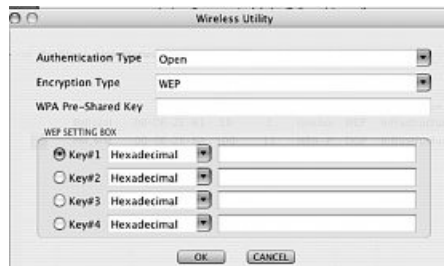 Wireless Utility
Authentication Type Open
Encryption Type WEP
WPA Pre-Shared Key
WEP SETTING BOX
Key#1 Hexadecimal
Key#2 Hexadecimal
Key#3 Hexadecimal
Key#4 Hexadecimal
OK CANCEL